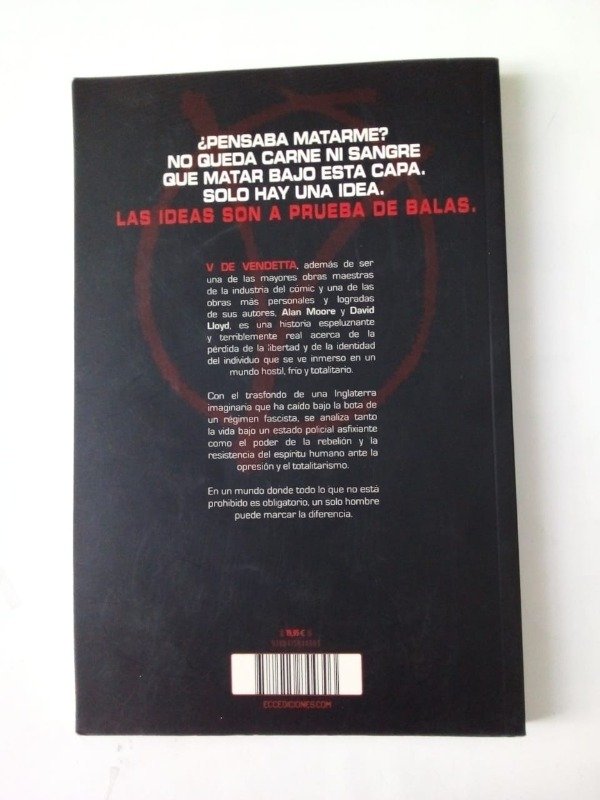 ¿PENSABA MATARME?
NO QUEDA CARNE NI SANGRE
QUE MATAR BAJO ESTA CAPA.
SOLO HAY UNA IDEA.
LAS IDEAS SON A PRUEBA DE BALAS.
V DE VENDETTA, además de ser
una de las mayores obras maestras
de la industria del cómic y una de las
obras más personales y logradas
de sus autores, Alan Moore y David
Lloyd, es una historia espeluznante
y terriblemente real acerca de la
pérdida de la libertad y de la identidad
del individuo que se ve inmerso en un
mundo hostil, frío y totalitario.
Con el trasfondo de una Inglaterra
imaginaria que ha caído bajo la bota de
un régimen fascista, se analiza tanto
la vida bajo un estado policial asfixiante
como el poder de la rebelión y la
resistencia del espíritu humano ante la
opresión y el totalitarismo.
En un mundo donde todo lo que no está
prohibido es obligatorio, un solo hombre
puede marcar la diferencia.
ECCEDICIONES.COM